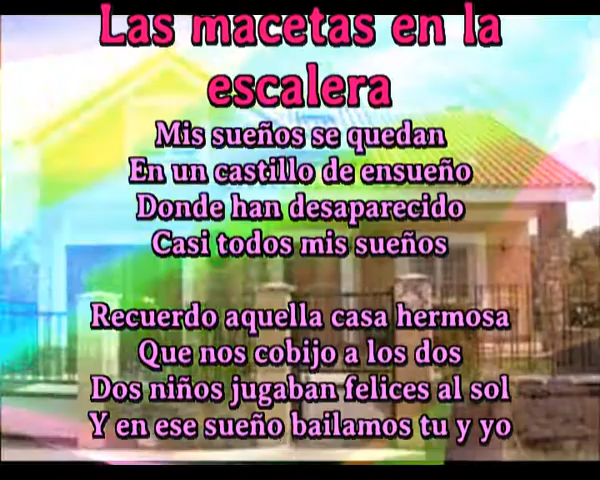 Las macetas en la
escalera
Mis sueños se quedan
En un castillo de ensueño
Donde han desaparecido
Casi todos mis sueños
Recuerdo aquella casa hermosa
Que nos cobijo a los dos
Dos niños jugaban felices al sol
Y en ese sueño bailamos tu y yo